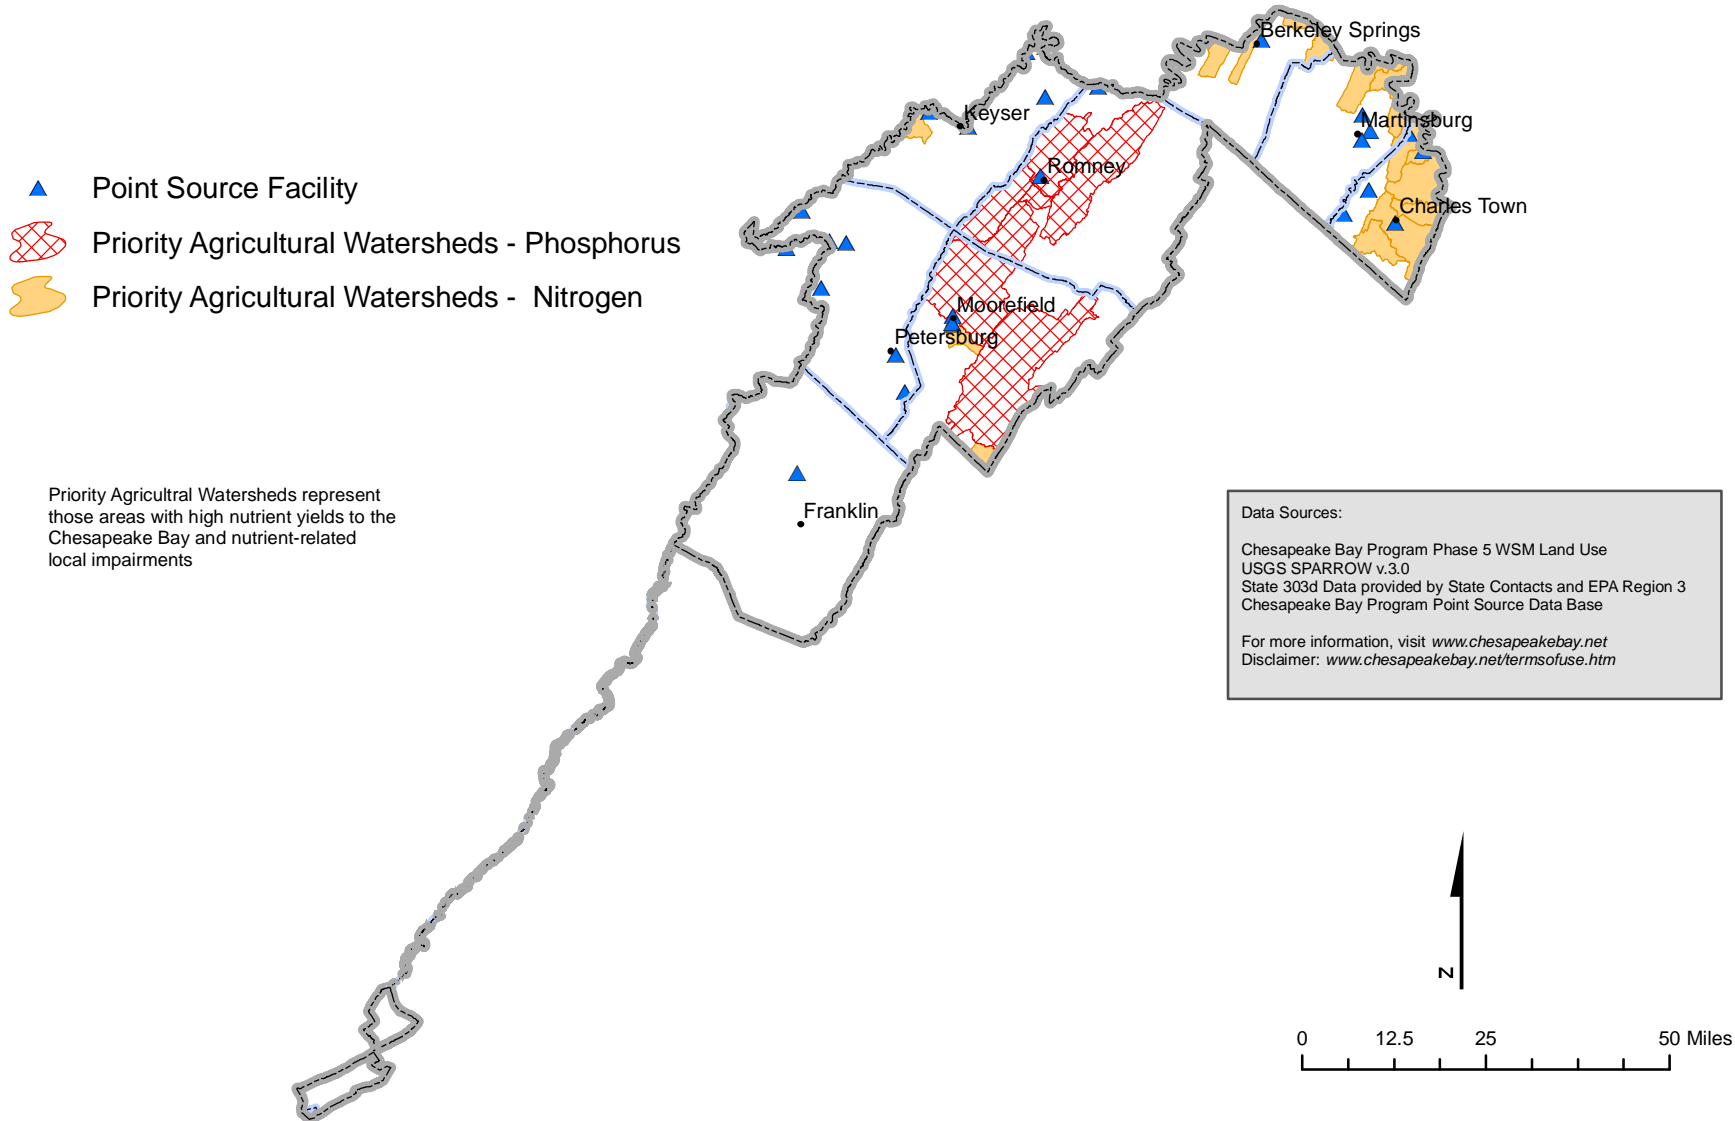 Berkeley Springs
Keyser
Martinsburg
Romney
Charles Town
Moorefield
Petersburg
Franklin
Point Source Facility
Priority Agricultural Watersheds - Phosphorus
Priority Agricultural Watersheds - Nitrogen
Priority Agricultral Watersheds represent
those areas with high nutrient yields to the
Chesapeake Bay and nutrient-related
local impairments
Data Sources:
Chesapeake Bay Program Phase 5 WSM Land Use
USGS SPARROW v.3.0
State 303d Data provided by State Contacts and EPA Region 3
Chesapeake Bay Program Point Source Data Base
For more information, visit www.chesapeakebay.net
Disclaimer: www.chesapeakebay.net/termsofuse.htm
N
0 12.5 25 50 Miles